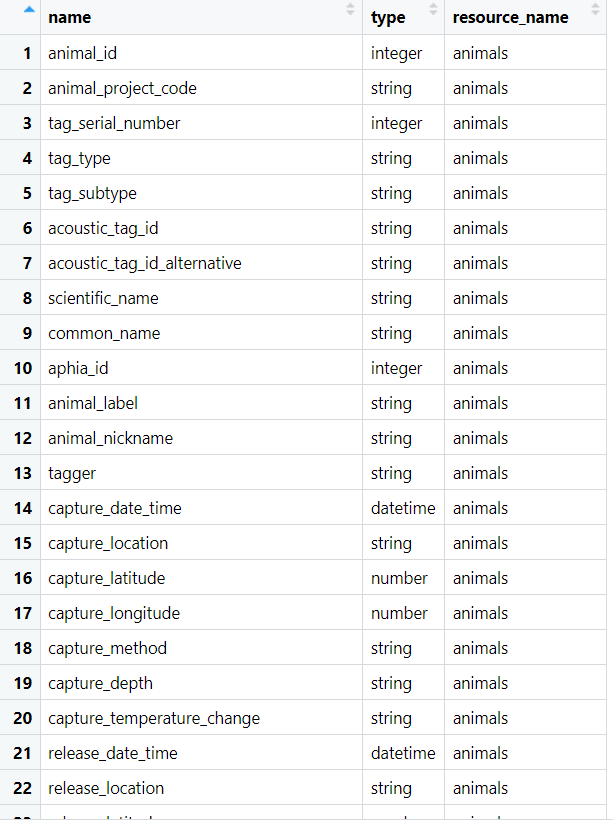 name type resource_name
1 animal_id integer animals
2 animal_project_code string animals
3 tag_serial_number integer animals
4 tag_type string animals
5 tag_subtype string animals
6 acoustic_tag_id string animals
7 acoustic_tag_id_alternative string animals
8 scientific_name string animals
9 common_name string animals
10 aphia_id integer animals
11 animal_label string animals
12 animal_nickname string animals
13 tagger string animals
14 capture_date_time datetime animals
15 capture_location string animals
16 capture_latitude number animals
17 capture_longitude number animals
18 capture_method string animals
19 capture_depth string animals
20 capture_temperature_change string animals
21 release_date_time datetime animals
22 release_location string animals